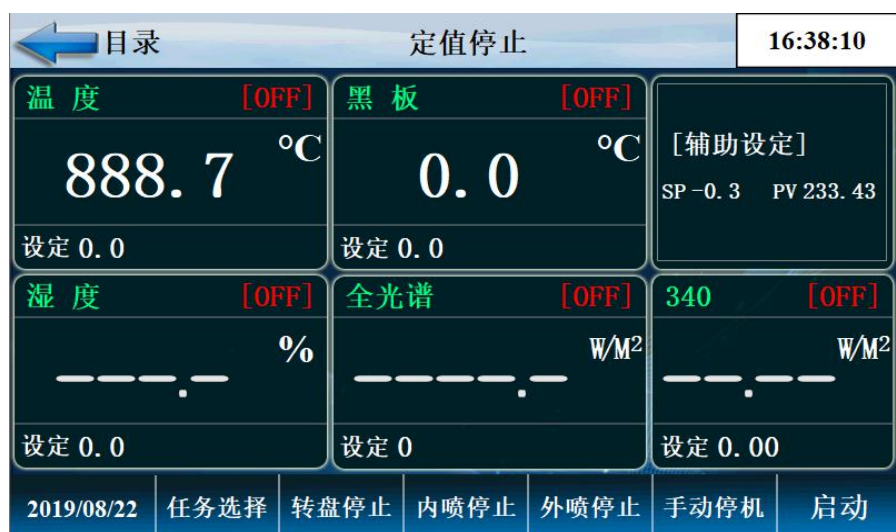 目录 定值停止 16:38:10
温 度 [OFF] 黑 板 [OFF]
888.7 °C 0.0 °C [辅助设定]
SP -0.3 PV 233.43
设定 0.0 设定 0.0
湿 度 [OFF] 全光谱 [OFF] 340 [OFF]
---.- % ----.- W/M² --.-- W/M²
设定 0.0 设定 0 设定 0.00
2019/08/22 任务选择 转盘停止 内喷停止 外喷停止 手动停机 启动